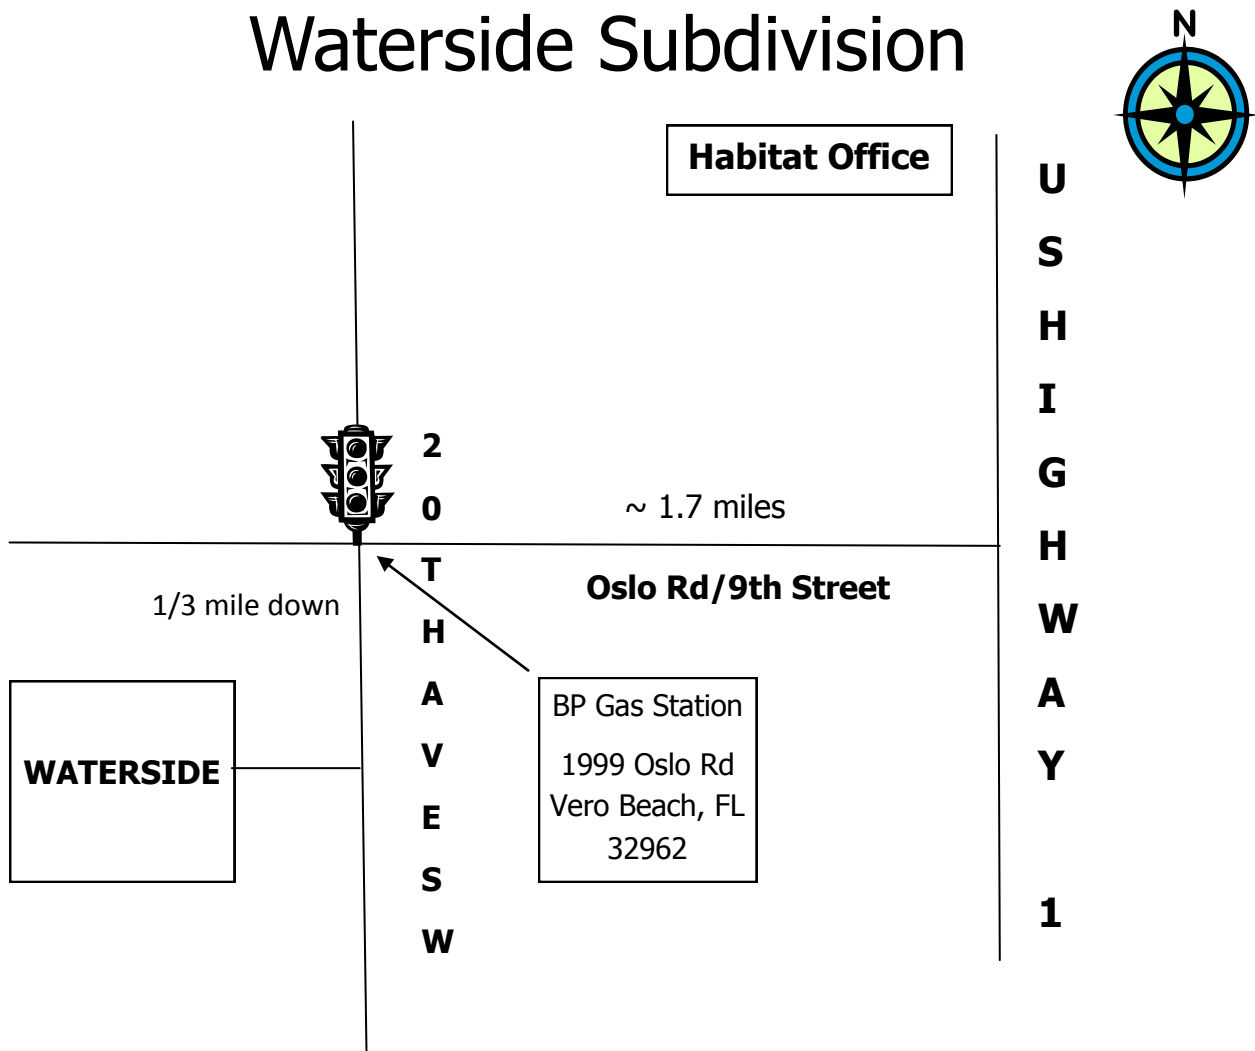 Waterside Subdivision
N
Habitat Office
U
S
H
I
G
H
W
A
Y
1
2
0
T
H
A
V
E
S
W
~ 1.7 miles
Oslo Rd/9th Street
1/3 mile down
BP Gas Station
1999 Oslo Rd
Vero Beach, FL
32962
WATERSIDE